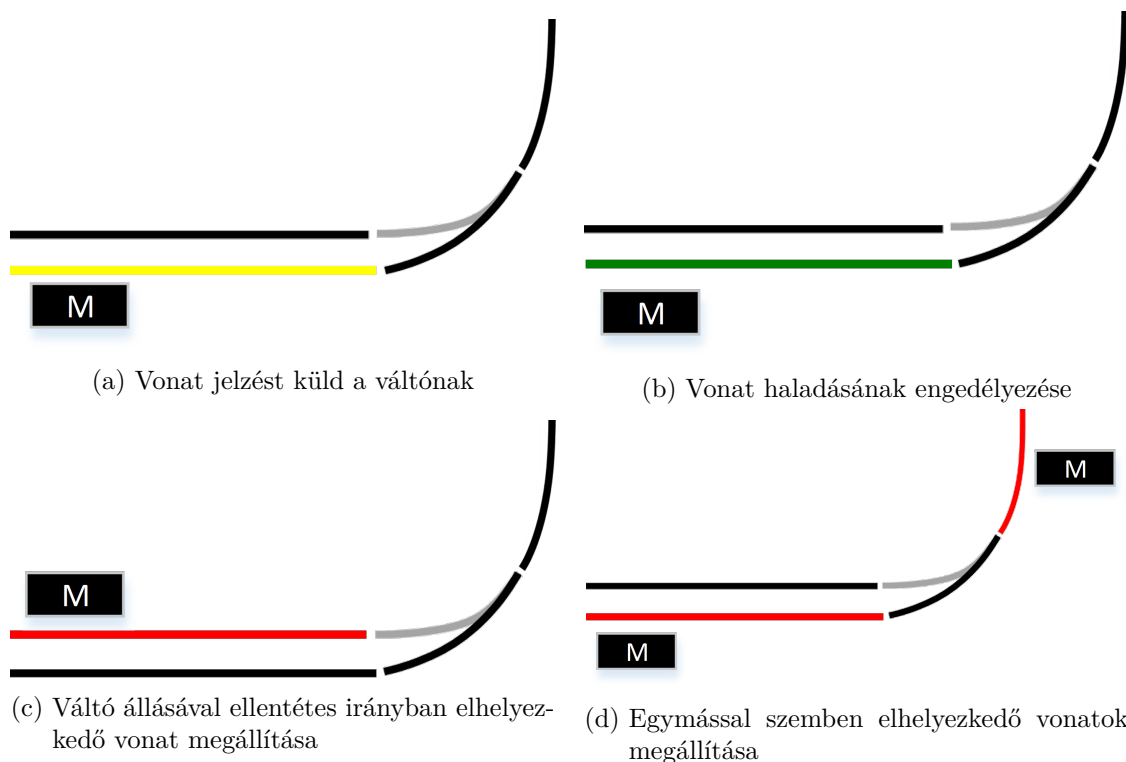 M
M
(a) Vonat jelzést küld a váltónak
(b) Vonat haladásának engedélyezése
M
M
M
(c) Váltó állásával ellentétes irányban elhelyez-
kedő vonat megállítása
(d) Egymással szemben elhelyezkedő vonatok
megállítása